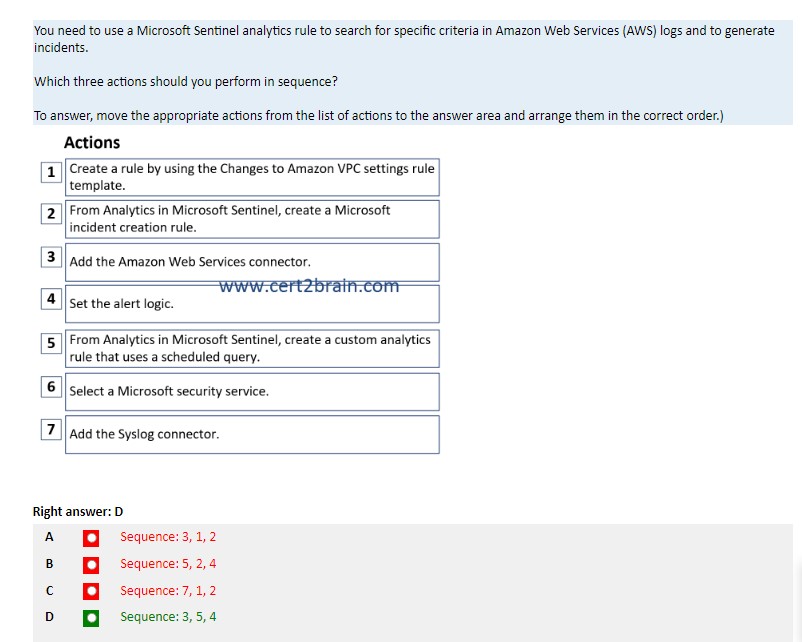 You need to use a Microsoft Sentinel analytics rule to search for specific criteria in Amazon Web Services (AWS) logs and to generate
incidents.
Which three actions should you perform in sequence?
To answer, move the appropriate actions from the list of actions to the answer area and arrange them in the correct order.)
Actions
1 Create a rule by using the Changes to Amazon VPC settings rule
template.
2 From Analytics in Microsoft Sentinel, create a Microsoft
incident creation rule.
3 Add the Amazon Web Services connector.
www.cert2brain.com
4 Set the alert logic.
5 From Analytics in Microsoft Sentinel, create a custom analytics
rule that uses a scheduled query.
6 Select a Microsoft security service.
7 Add the Syslog connector.
Right answer: D
A Sequence: 3, 1, 2
B Sequence: 5, 2, 4
C Sequence: 7, 1, 2
D Sequence: 3, 5, 4